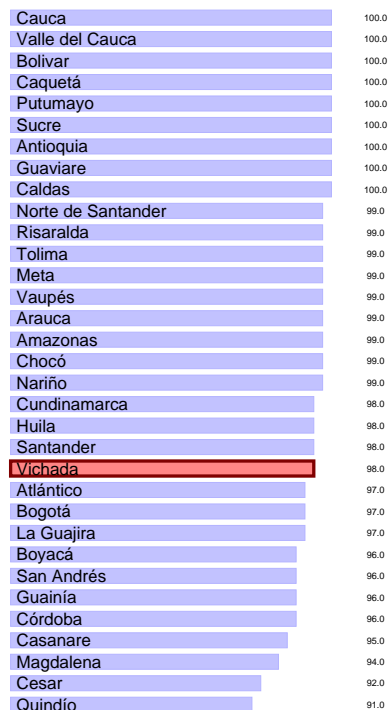 Cauca 100.0
Valle del Cauca 100.0
Bolivar 100.0
Caquetá 100.0
Putumayo 100.0
Sucre 100.0
Antioquia 100.0
Guaviare 100.0
Caldas 100.0
Norte de Santander 99.0
Risaralda 99.0
Tolima 99.0
Meta 99.0
Vaupés 99.0
Arauca 99.0
Amazonas 99.0
Chocó 99.0
Nariño 99.0
Cundinamarca 98.0
Huila 98.0
Santander 98.0
Vichada 98.0
Atlántico 97.0
Bogotá 97.0
La Guajira 97.0
Boyacá 96.0
San Andrés 96.0
Guainía 96.0
Córdoba 96.0
Casanare 95.0
Magdalena 94.0
Cesar 92.0
Quindío 91.0